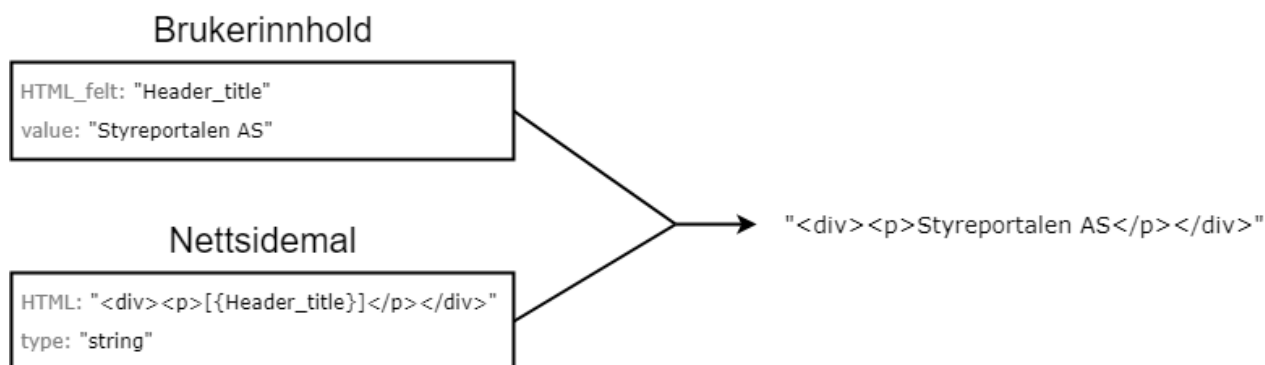 Brukerinnhold
HTML_felt: "Header_title"
value: "Styreportalen AS"
"<div><p>Styreportalen AS</p></div>"
Nettsidemal
HTML: "<div><p>[{Header_title}]</p></div>"
type: "string"